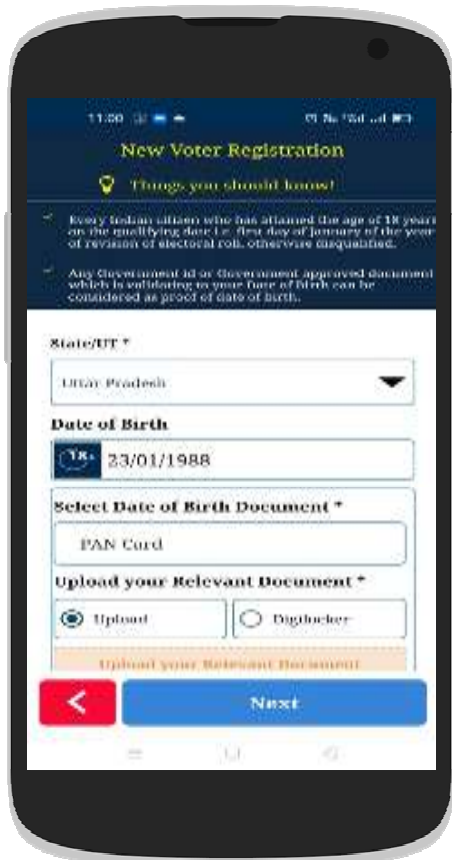 11:00
New Voter Registration
Things you should know!
Every Indian citizen who has attained the age of 18 years
on the qualifying date i.e. first day of January of the year
of revision of electoral roll, otherwise disqualified.
Any Government id or Government approved document
which is validating to your Date of Birth can be
considered as proof of date of birth.
State/UT *
Uttar Pradesh
Date of Birth
18+ 23/01/1988
Select Date of Birth Document *
PAN Card
Upload your Relevant Document *
Upload Digilocker
Upload your Relevant Document
Next